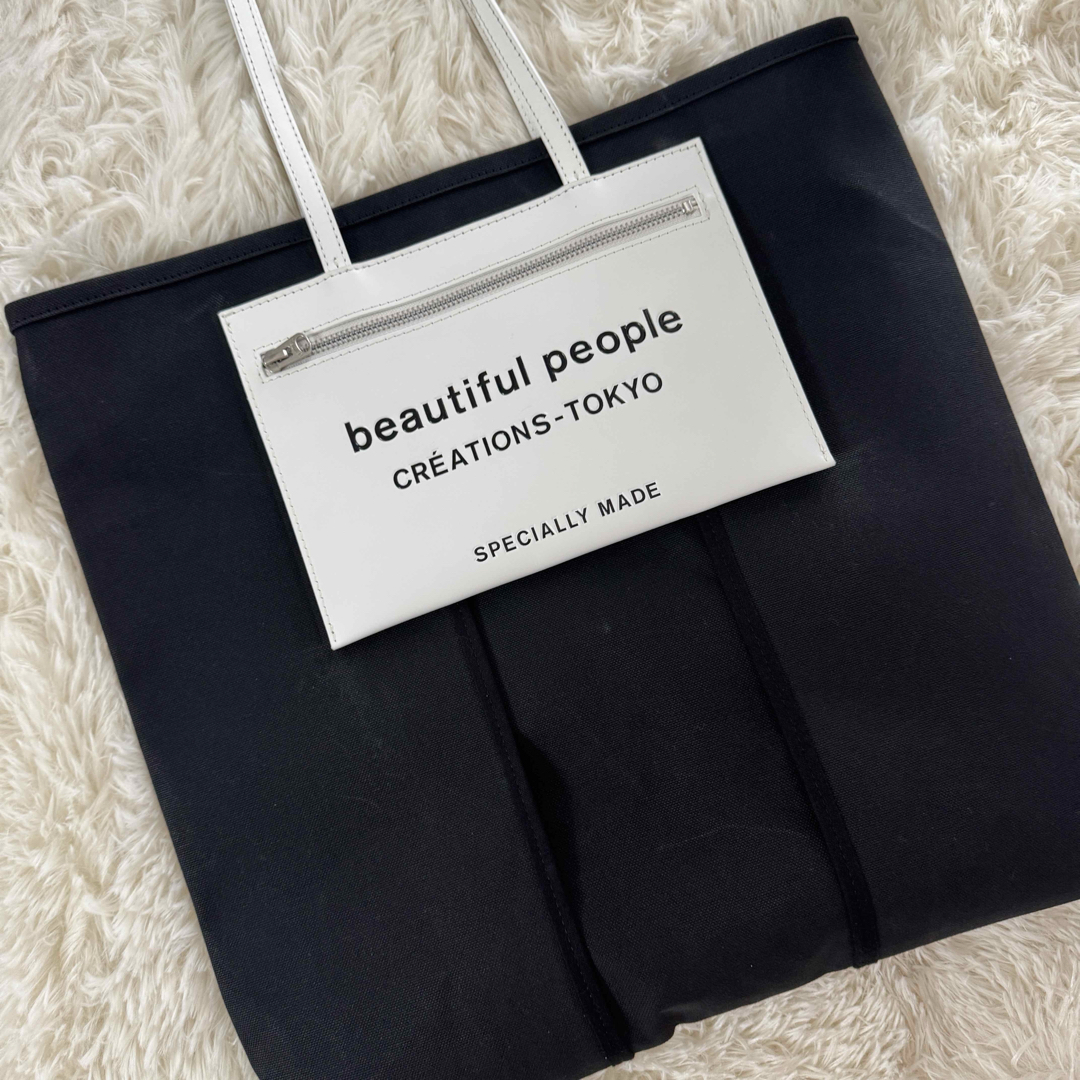 beautiful people
CRÉATIONS-TOKYO
SPECIALLY MADE